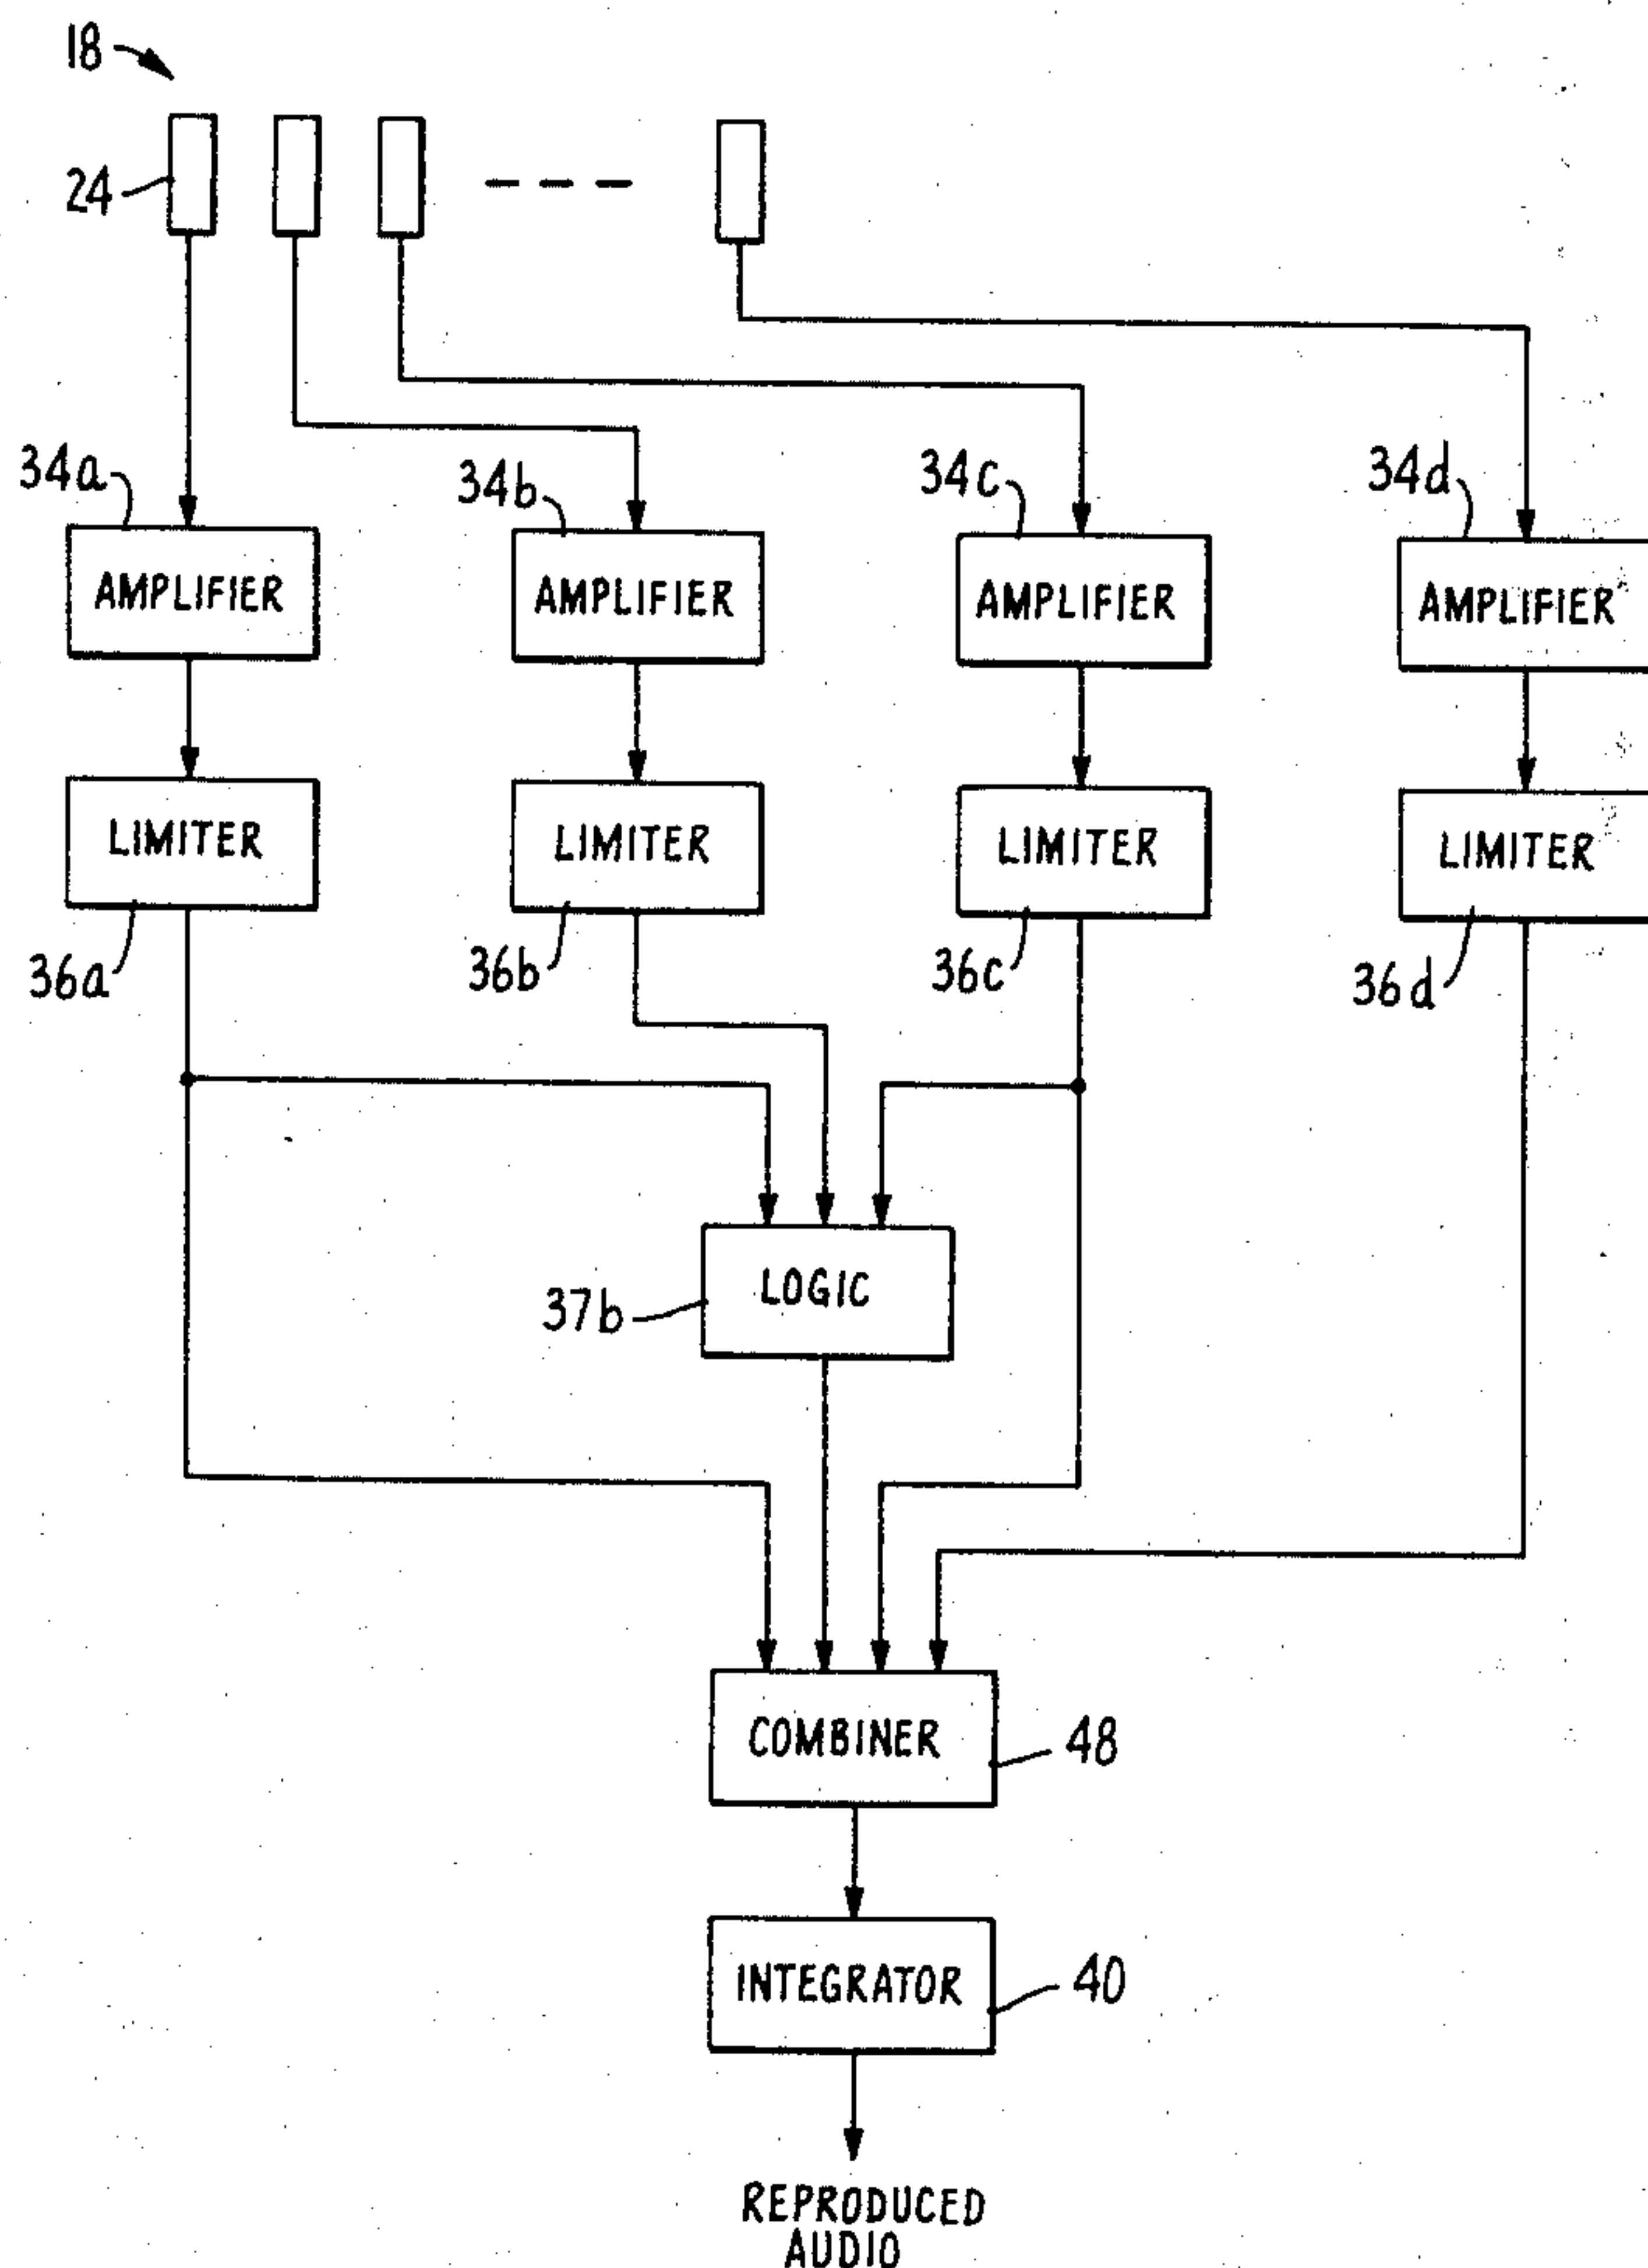 18
24
34a
34b
34c
34d
AMPLIFIER
AMPLIFIER
AMPLIFIER
AMPLIFIER
LIMITER
LIMITER
LIMITER
LIMITER
36a
36b
36c
36d
LOGIC
37b
COMBINER
48
INTEGRATOR
40
REPRODUCED
AUDIO